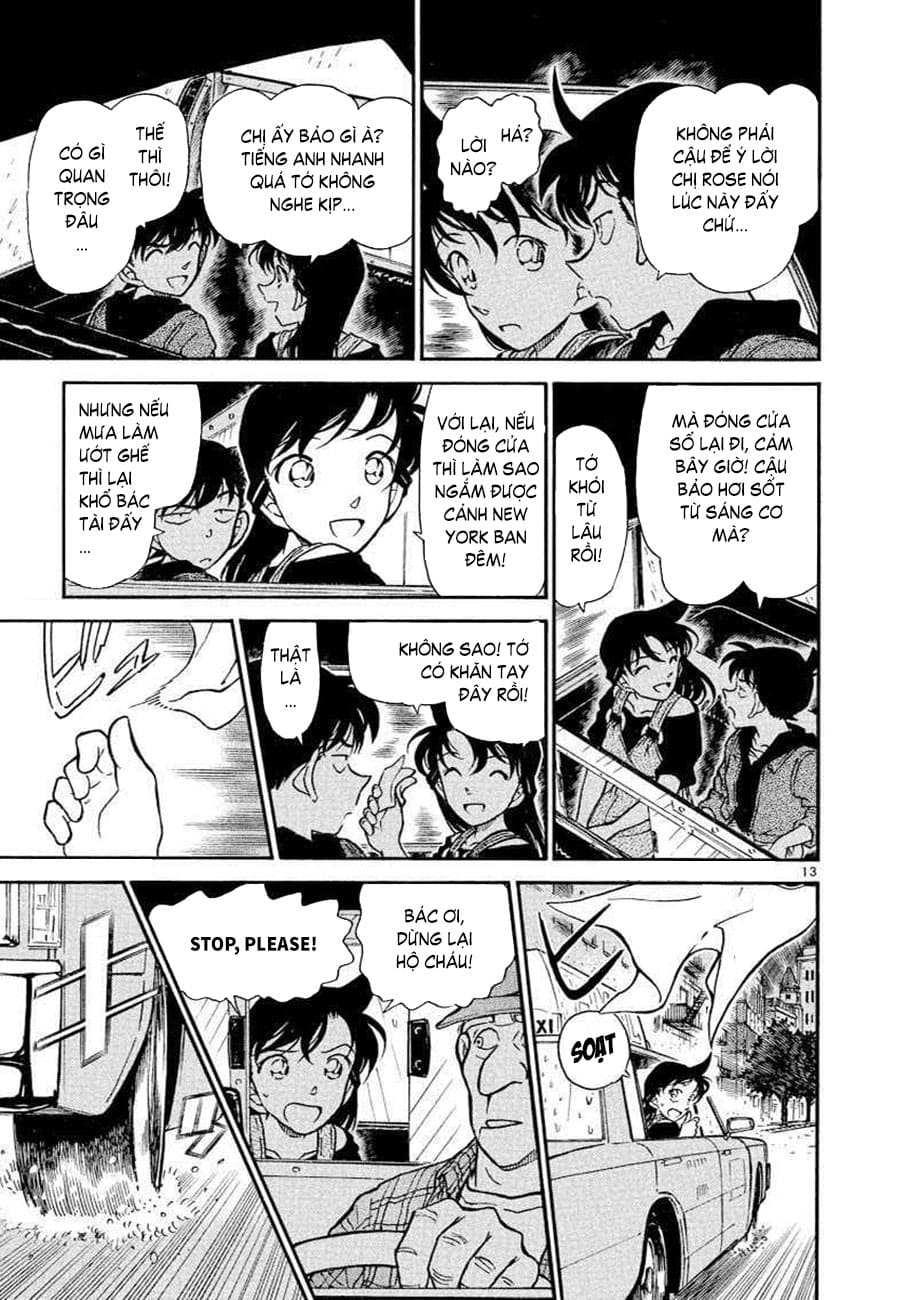 KHÔNG PHẢI
CẬU ĐỂ Ý LỜI
CHỊ ROSE NÓI
LÚC NÀY ĐẤY
CHỨ...
HẢ?
LỜI
NÀO?
CHỊ ẤY BẢO GÌ À?
TIẾNG ANH NHANH
QUÁ TỚ KHÔNG
NGHE KỊP...
THẾ
THÌ
THÔI!
CÓ GÌ
QUAN
TRỌNG
ĐÂU
...
MÀ ĐÓNG CỬA
SỔ LẠI ĐI, CẢM
BÂY GIỜ! CẬU
BẢO HƠI SỐT
TỪ SÁNG CƠ
MÀ?
TỚ
KHỎI
TỪ
LÂU
RỒI!
VỚI LẠI, NẾU
ĐÓNG CỬA
THÌ LÀM SAO
NGẮM ĐƯỢC
CẢNH NEW
YORK BAN
ĐÊM!
NHƯNG NẾU
MƯA LÀM
ƯỚT GHẾ
THÌ LẠI
KHỔ BÁC
TÀI ĐẤY
...
KHÔNG SAO! TỚ
CÓ KHĂN TAY
ĐÂY RỒI!
THẬT
LÀ
...
13
SOẠT
XI
BÁC ƠI,
DỪNG LẠI
HỘ CHÁU!
STOP, PLEASE!